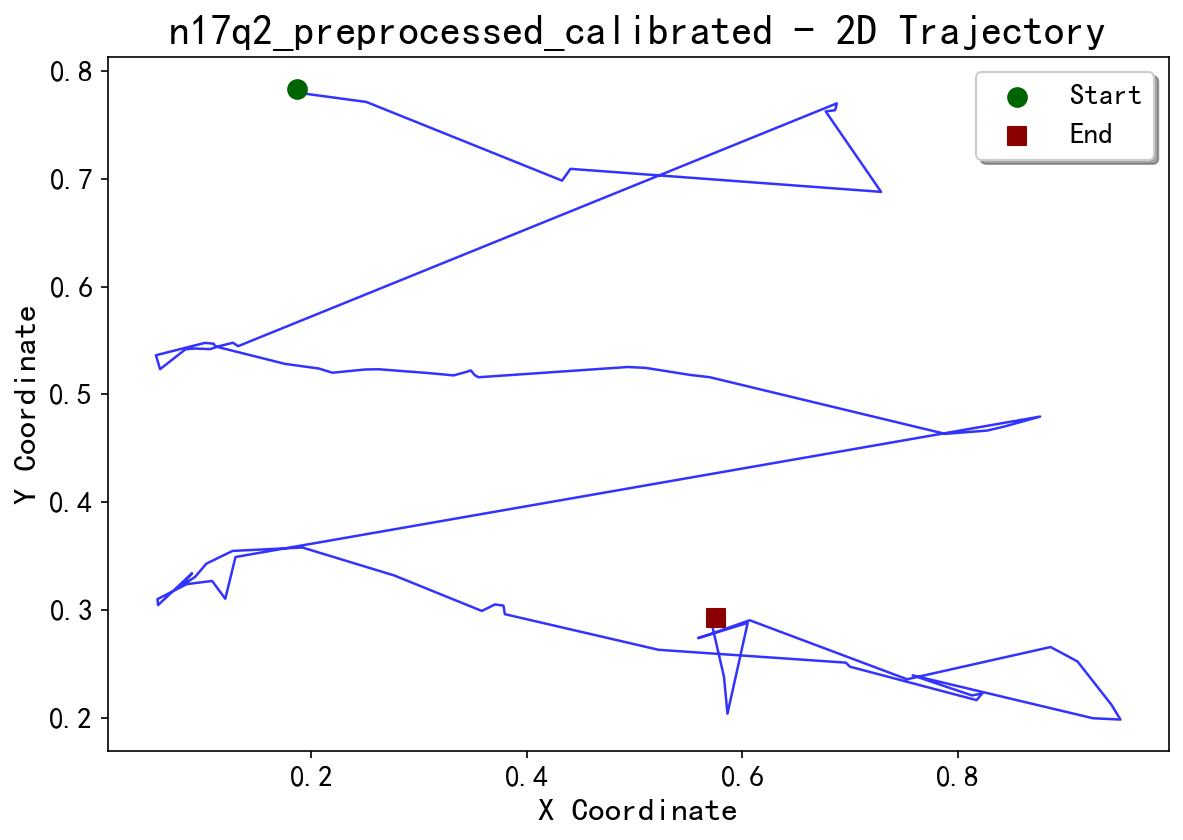 n17q2_preprocessed_calibrated - 2D Trajectory
Start
End
Y Coordinate
0.8
0.7
0.6
0.5
0.4
0.3
0.2
0.2
0.4
0.6
0.8
X Coordinate